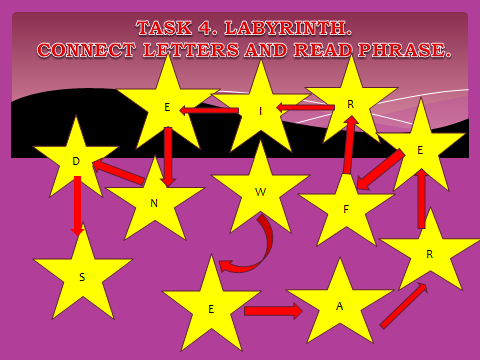 TASK 4. LABYRINTH.
CONNECT LETTERS AND READ PHRASE.
E I R
D E
N W F
R
S
E A